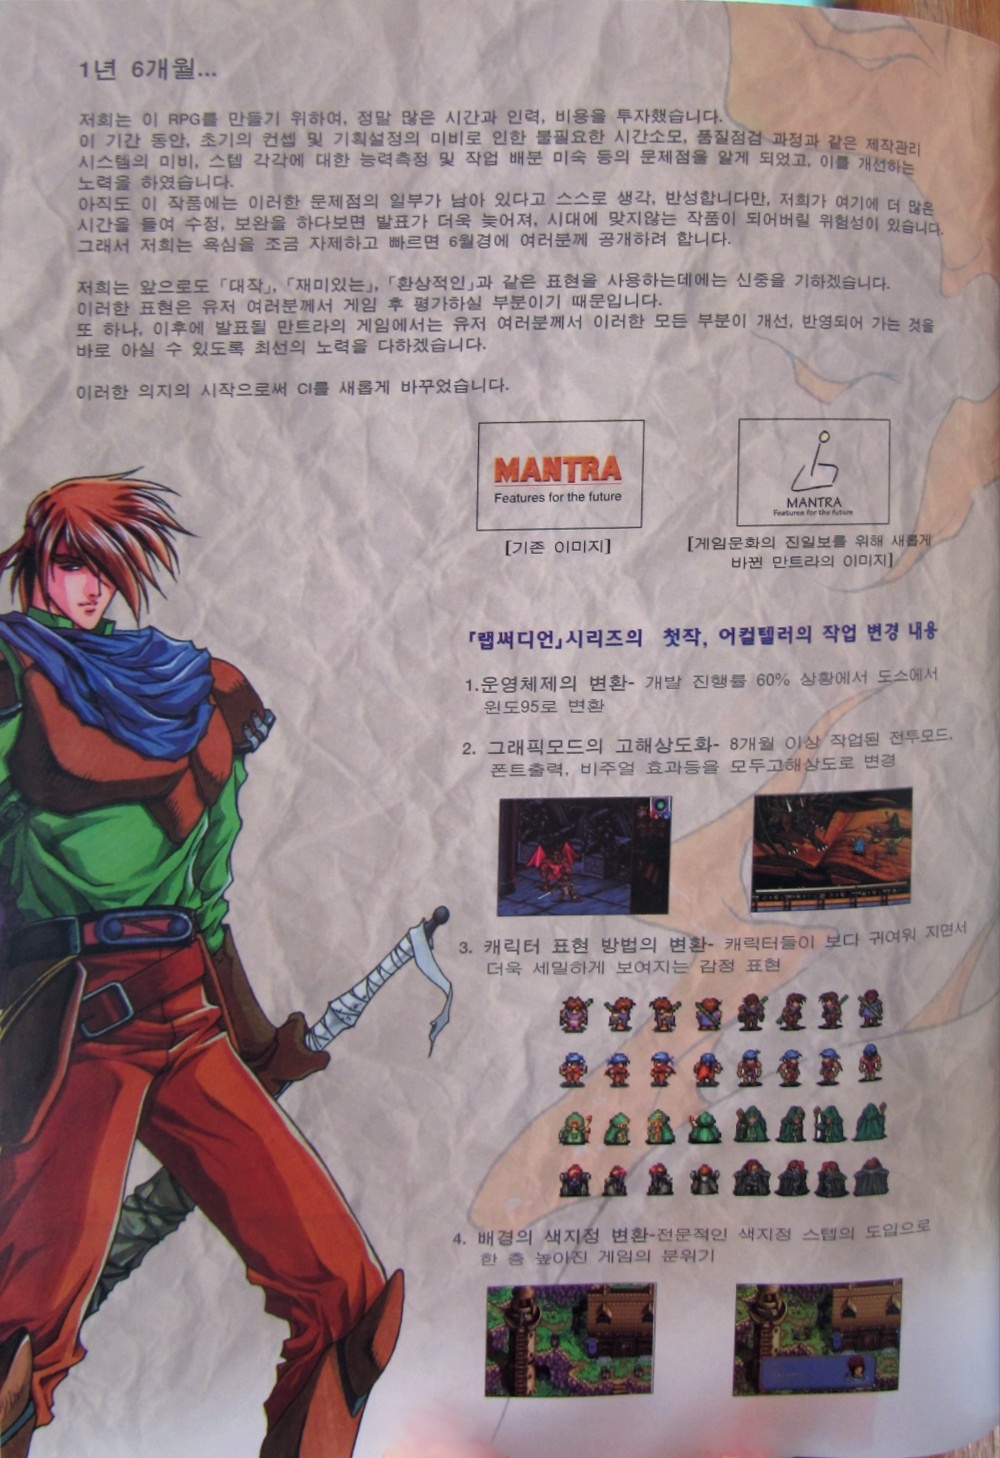 1년 6개월...
저희는 이 RPG를 만들기 위하여, 정말 많은 시간과 인력, 비용을 투자했습니다.
이 기간 동안, 초기의 컨셉 및 기획설정의 미비로 인한 불필요한 시간소모, 품질점검 과정과 같은 제작관리
시스템의 미비, 스텝 각각에 대한 능력측정 및 작업 배분 미숙 등의 문제점을 알게 되었고, 이를 개선하는
노력을 하였습니다.
아직도 이 작품에는 이러한 문제점의 일부가 남아 있다고 스스로 생각, 반성합니다만, 저희가 여기에 더 많은
시간을 들여 수정, 보완을 하다보면 발표가 더욱 늦어져, 시대에 맞지않는 작품이 되어버릴 위험성이 있습니다.
그래서 저희는 욕심을 조금 자제하고 빠르면 6월경에 여러분께 공개하려 합니다.
저희는 앞으로도 「대작」, 「재미있는」, 「환상적인」과 같은 표현을 사용하는데에는 신중을 기하겠습니다.
이러한 표현은 유저 여러분께서 게임 후 평가하실 부분이기 때문입니다.
또 하나, 이후에 발표될 만트라의 게임에서는 유저 여러분께서 이러한 모든 부분이 개선, 반영되어 가는 것을
바로 아실 수 있도록 최선의 노력을 다하겠습니다.
이러한 의지의 시작으로써 CI를 새롭게 바꾸었습니다.
MANTRA
Features for the future
[기존 이미지]
MANTRA
Features for the future
[게임문화의 진일보를 위해 새롭게
바뀐 만트라의 이미지]
「랩써디언」시리즈의 첫작, 어컬텔러의 작업 변경 내용
1.운영체제의 변환- 개발 진행률 60% 상황에서 도스에서
윈도95로 변환
2. 그래픽모드의 고해상도화- 8개월 이상 작업된 전투모드,
폰트출력, 비주얼 효과등을 모두고해상도로 변경
3. 캐릭터 표현 방법의 변환- 캐릭터들이 보다 귀여워 지면서
더욱 세밀하게 보여지는 감정 표현
4. 배경의 색지정 변환-전문적인 색지정 스텝의 도입으로
한 층 높아진 게임의 분위기